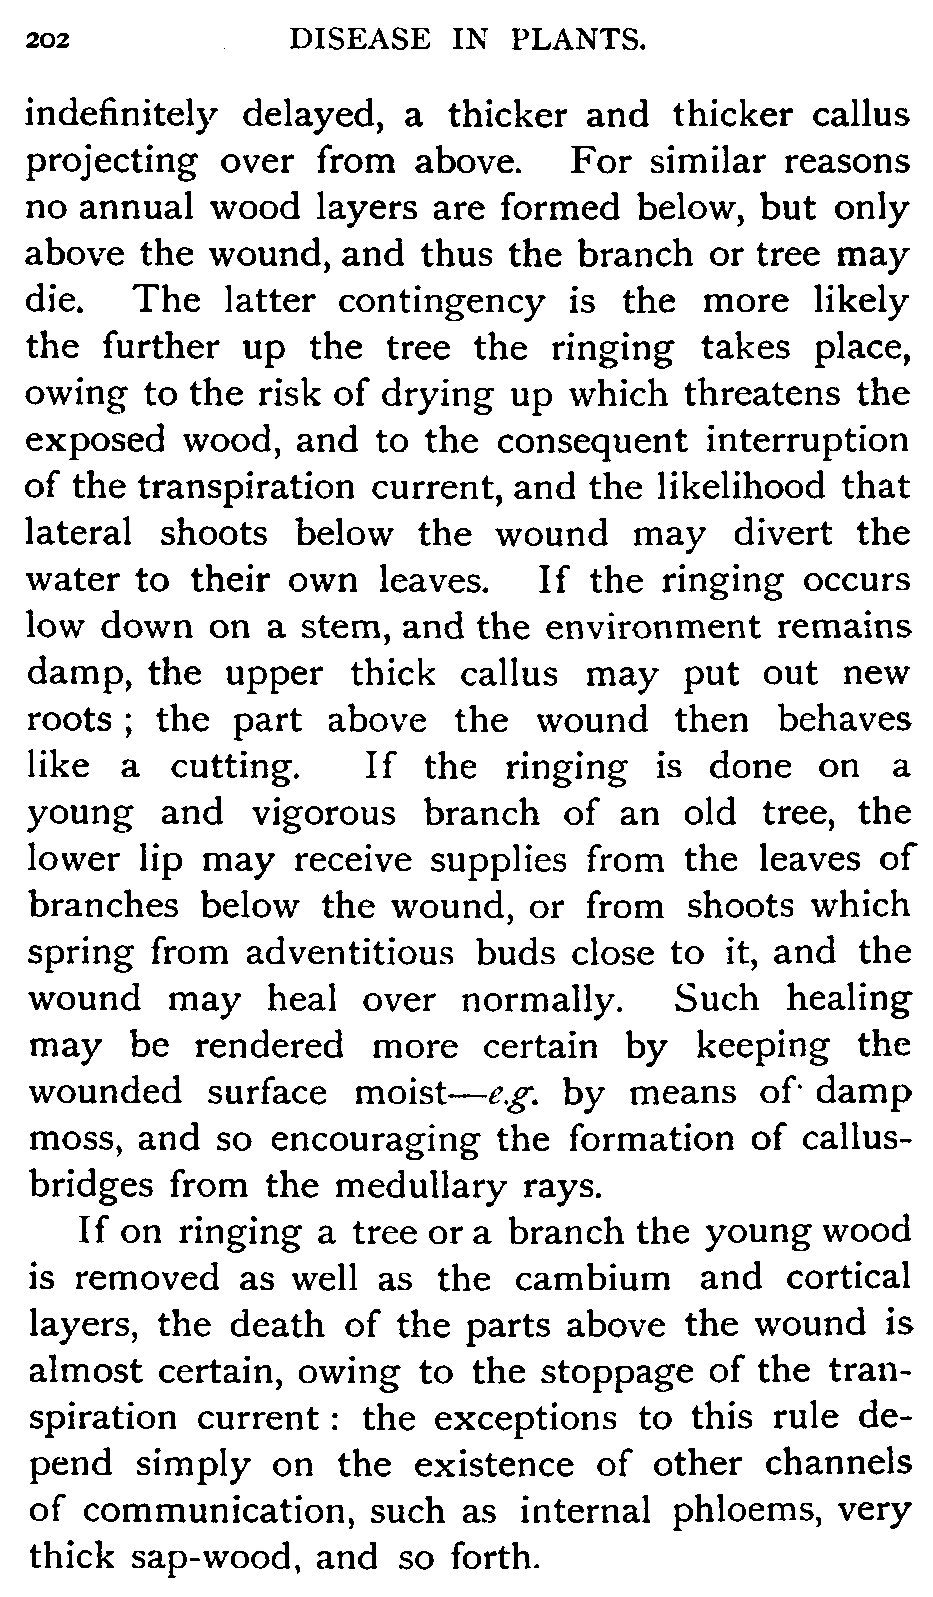 202 DISEASE IN PLANTS.
indefinitely delayed, a thicker and thicker callus
projecting over from above. For similar reasons
no annual wood layers are formed below, but only
above the wound, and thus the branch or tree may
die. The latter contingency is the more likely
the further up the tree the ringing takes place,
owing to the risk of drying up which threatens the
exposed wood, and to the consequent interruption
of the transpiration current, and the likelihood that
lateral shoots below the wound may divert the
water to their own leaves. If the ringing occurs
low down on a stem, and the environment remains
damp, the upper thick callus may put out new
roots ; the part above the wound then behaves
like a cutting. If the ringing is done on a
young and vigorous branch of an old tree, the
lower lip may receive supplies from the leaves of
branches below the wound, or from shoots which
spring from adventitious buds close to it, and the
wound may heal over normally. Such healing
may be rendered more certain by keeping the
wounded surface moist—e.g. by means of damp
moss, and so encouraging the formation of callus-
bridges from the medullary rays.
If on ringing a tree or a branch the young wood
is removed as well as the cambium and cortical
layers, the death of the parts above the wound is
almost certain, owing to the stoppage of the tran-
spiration current : the exceptions to this rule de-
pend simply on the existence of other channels
of communication, such as internal phloems, very
thick sap-wood, and so forth.